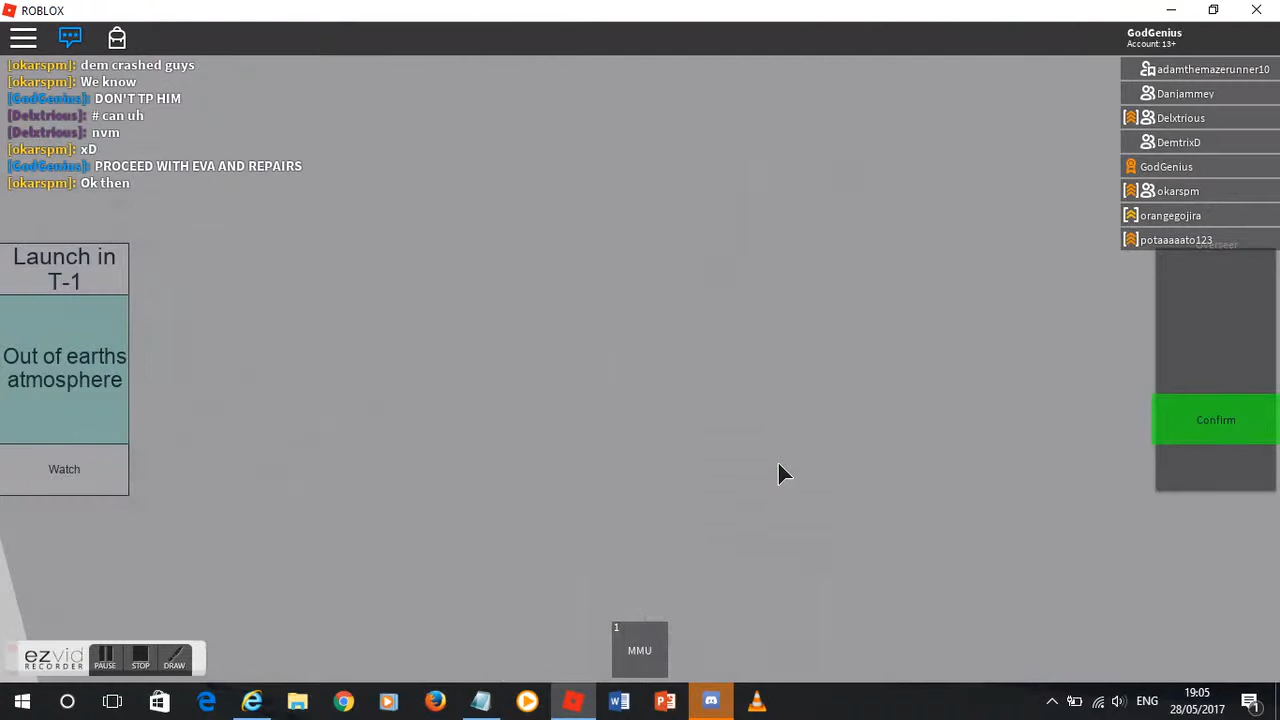 ROBLOX
GodGenius
Account: 13+
[okarspm]: dem crashed guys
[okarspm]: We know
[GodGenius]: DON'T TP HIM
[Delxtrious]: # can uh
[Delxtrious]: nvm
[okarspm]: xD
[GodGenius]: PROCEED WITH EVA AND REPAIRS
[okarspm]: Ok then
adamthemazerunner10
Danjammey
Delxtrious
DemtrixD
GodGenius
okarspm
orangegojira
potaaaaato123
Overseer
Confirm
Launch in
T-1
Out of earths
atmosphere
Watch
1
MMU
ezvid
RECORDER
PAUSE
STOP
DRAW
ENG
19:05
28/05/2017
1